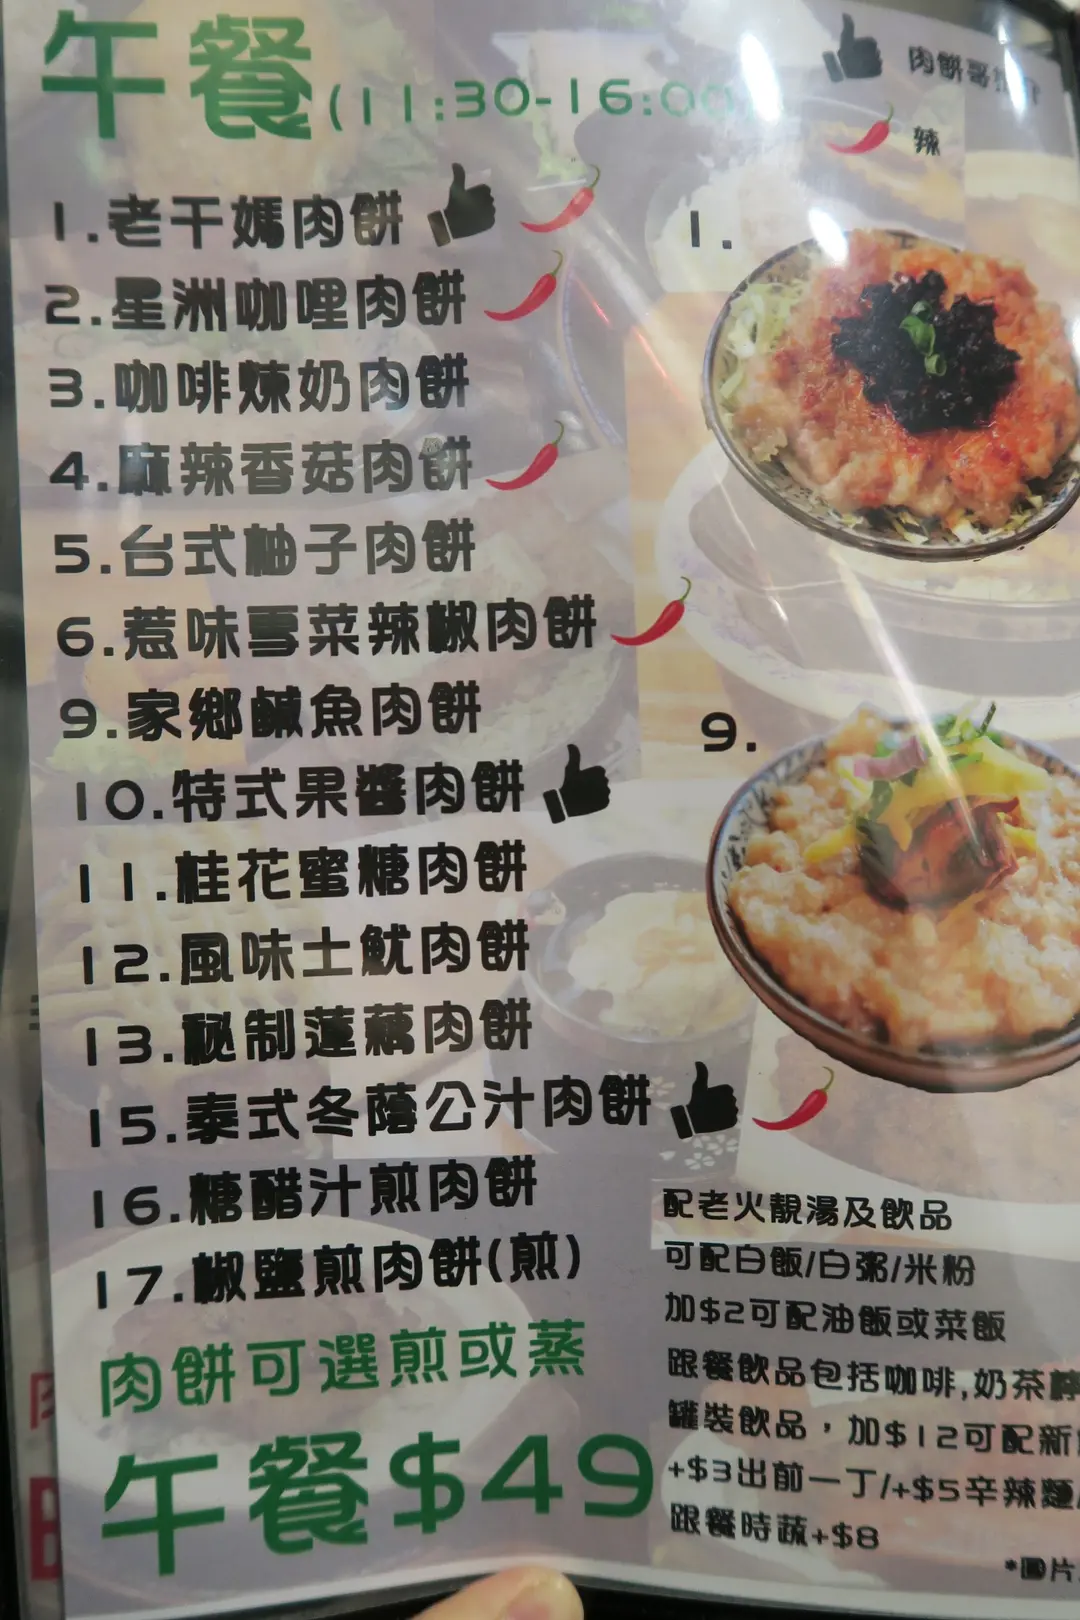 午餐(11:30-16:00)
肉餅哥
辣
1.老干媽肉餅
2.星洲咖哩肉餅
3.咖啡煉奶肉餅
4.麻辣香菇肉餅
5.台式柚子肉餅
6.惹味雪菜辣椒肉餅
9.家鄉鹹魚肉餅
10.特式果醬肉餅
11.桂花蜜糖肉餅
12.風味土魷肉餅
13.秘制蓮藕肉餅
15.泰式冬蔭公汁肉餅
16.糖醋汁煎肉餅
17.椒鹽煎肉餅(煎)
肉餅可選煎或蒸
午餐$49
1.
9.
配老火靚湯及飲品
可配白飯/白粥/米粉
加$2可配油飯或菜飯
跟餐飲品包括咖啡,奶茶
罐裝飲品，加$12可配新
+$3出前一丁/+$5辛辣麵
跟餐時蔬+$8
*圖片